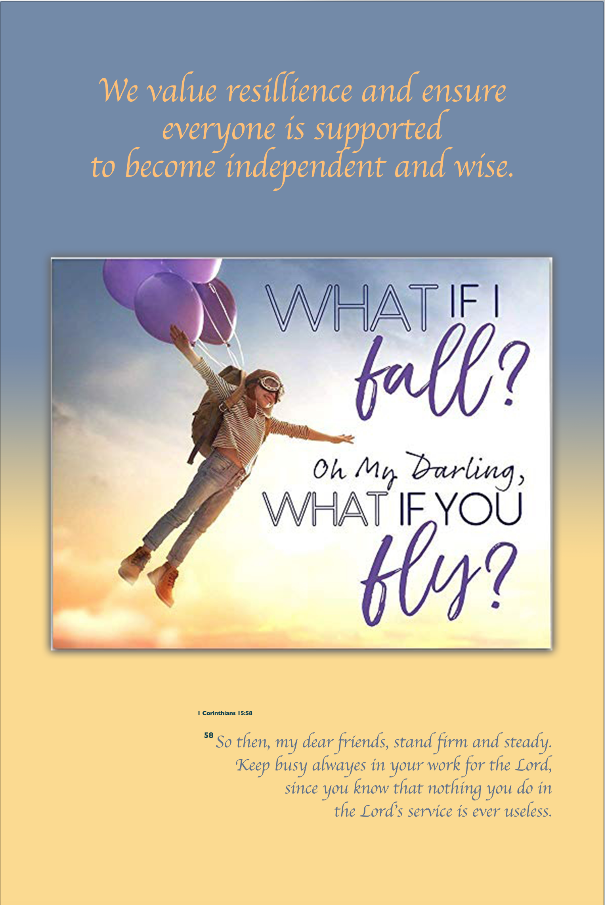 We value resillience and ensure
everyone is supported
to become independent and wise.
WHAT IF I
fall?
Oh My Darling,
WHAT IF YOU
fly?
1 Corinthians 15:58
58 So then, my dear friends, stand firm and steady.
Keep busy alwayes in your work for the Lord,
since you know that nothing you do in
the Lord's service is ever useless.